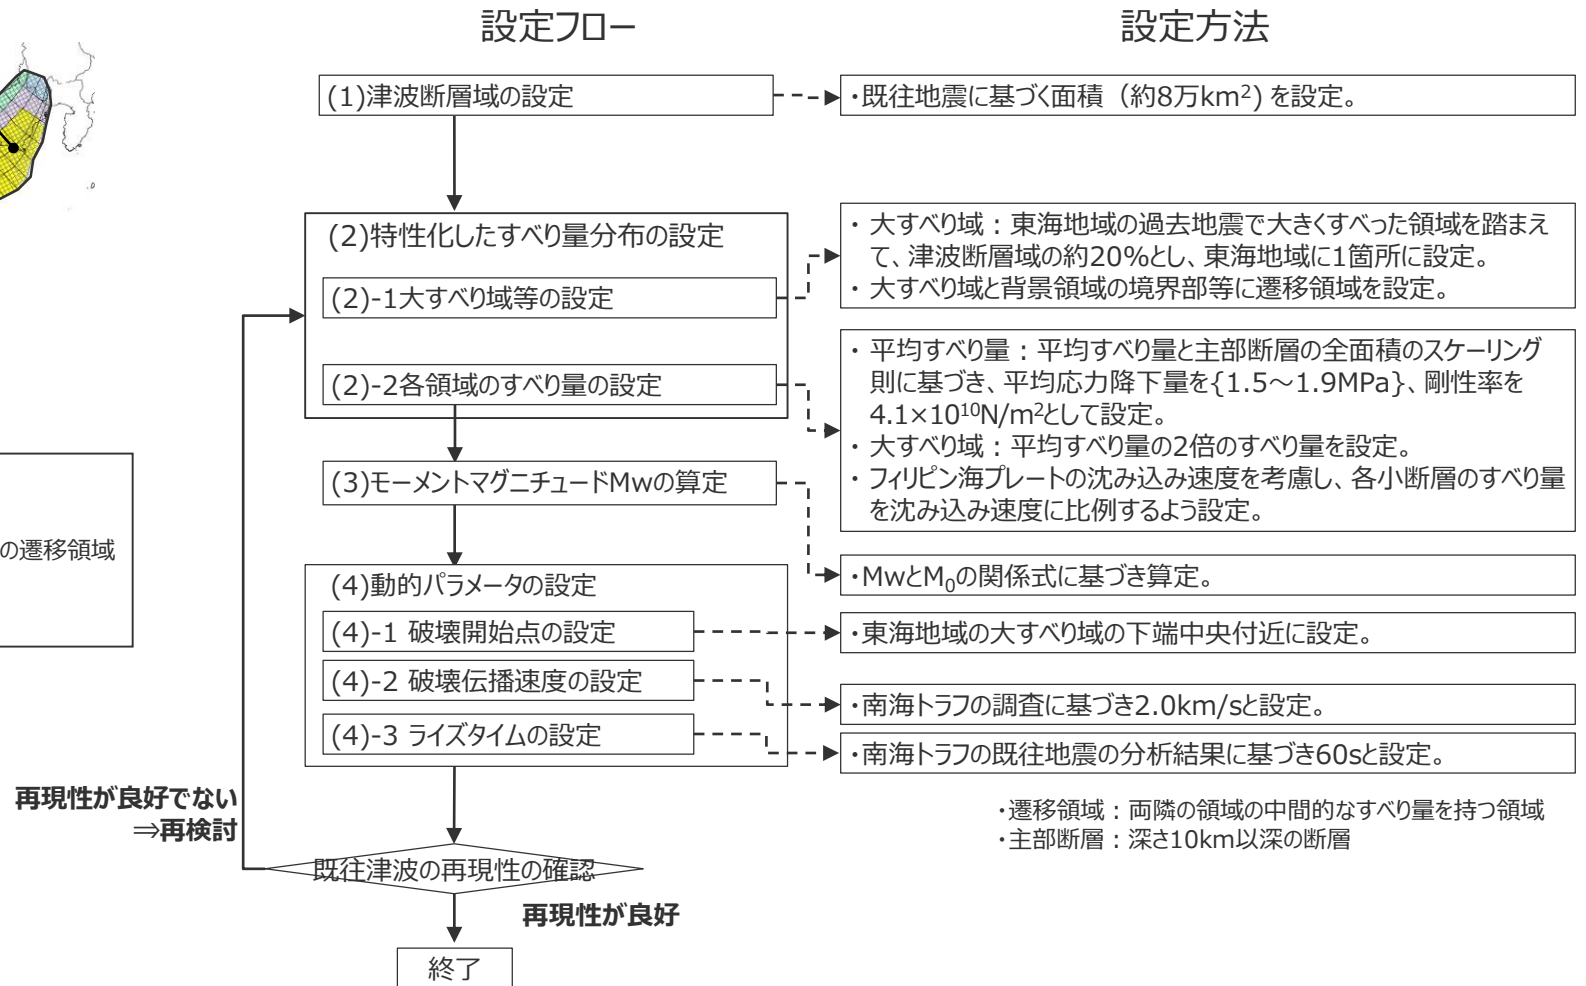 設定フロー
設定方法
(1)津波断層域の設定
・既往地震に基づく面積（約8万km²) を設定。
(2)特性化したすべり量分布の設定
(2)-1大すべり域等の設定
・ 大すべり域：東海地域の過去地震で大きくすべった領域を踏まえ
て、津波断層域の約20%とし、東海地域に1箇所に設定。
・ 大すべり域と背景領域の境界部等に遷移領域を設定。
(2)-2各領域のすべり量の設定
・ 平均すべり量：平均すべり量と主部断層の全面積のスケーリング
則に基づき、平均応力降下量を{1.5～1.9MPa}、剛性率を
4.1×10¹⁰N/m²として設定。
・ 大すべり域：平均すべり量の2倍のすべり量を設定。
・ フィリピン海プレートの沈み込み速度を考慮し、各小断層のすべり量
を沈み込み速度に比例するよう設定。
(3)モーメントマグニチュードMwの算定
・MwとM₀の関係式に基づき算定。
の遷移領域
(4)動的パラメータの設定
(4)-1 破壊開始点の設定
・東海地域の大すべり域の下端中央付近に設定。
(4)-2 破壊伝播速度の設定
・南海トラフの調査に基づき2.0km/sと設定。
(4)-3 ライズタイムの設定
・南海トラフの既往地震の分析結果に基づき60sと設定。
再現性が良好でない
⇒再検討
・遷移領域：両隣の領域の中間的なすべり量を持つ領域
・主部断層：深さ10km以深の断層
既往津波の再現性の確認
再現性が良好
終了